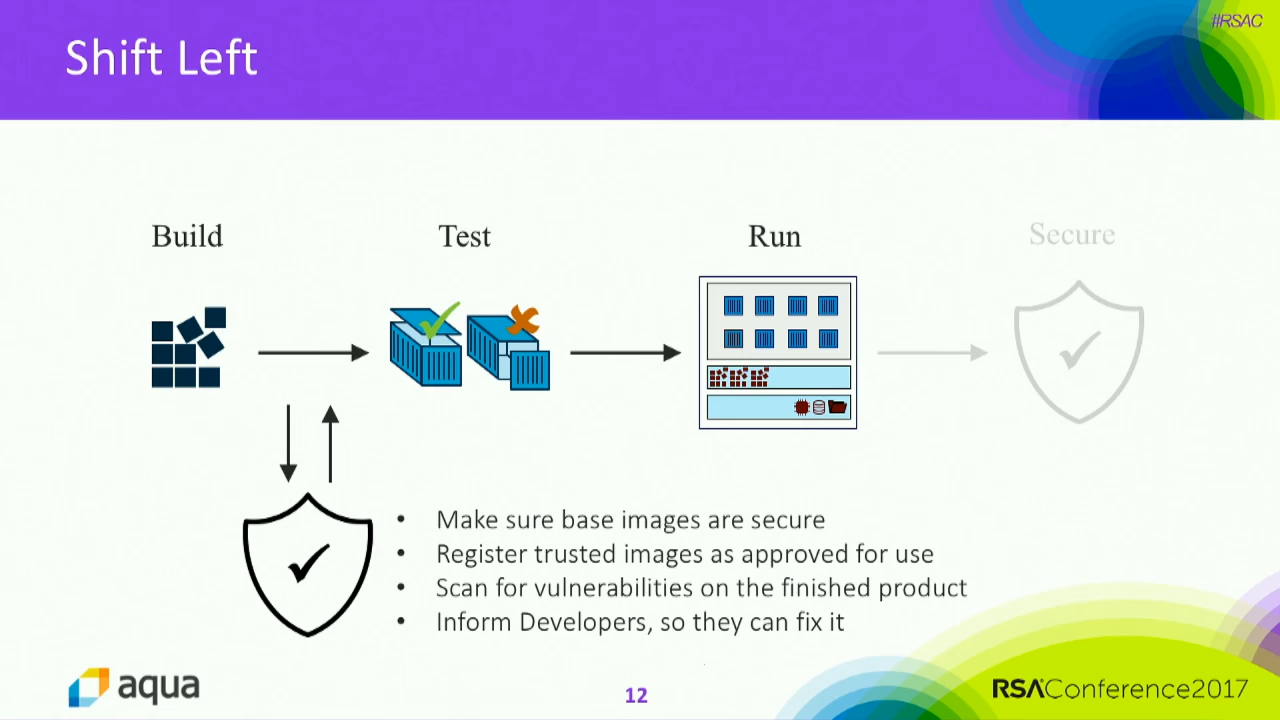 #RSAC
Shift Left
Build
Test
Run
Secure
• Make sure base images are secure
• Register trusted images as approved for use
• Scan for vulnerabilities on the finished product
• Inform Developers, so they can fix it
aqua
12
RSAConference2017